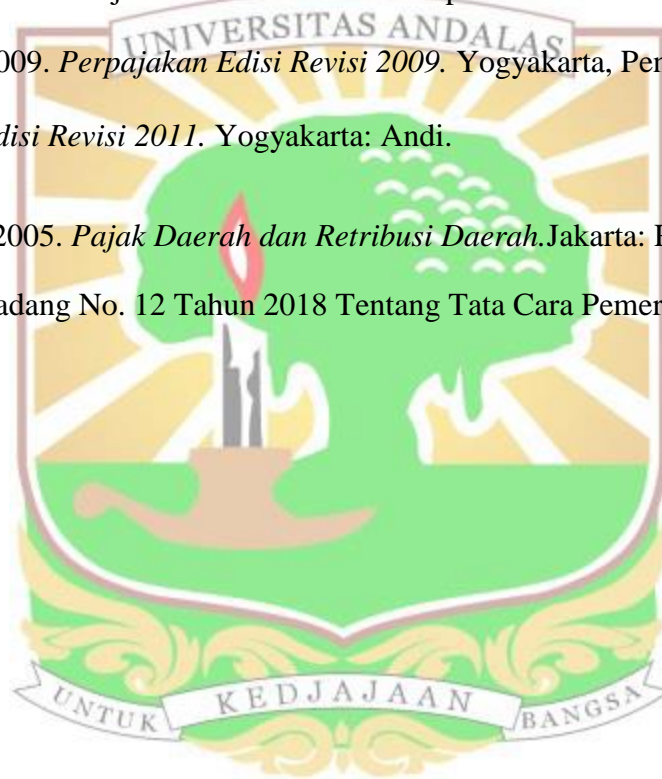 UNIVERSITAS ANDALAS
009. Perpajakan Edisi Revisi 2009. Yogyakarta, Pen
disi Revisi 2011. Yogyakarta: Andi.
2005. Pajak Daerah dan Retribusi Daerah.Jakarta:
adang No. 12 Tahun 2018 Tentang Tata Cara Pemer
UNTUK KEDJAJAAN BANGSA